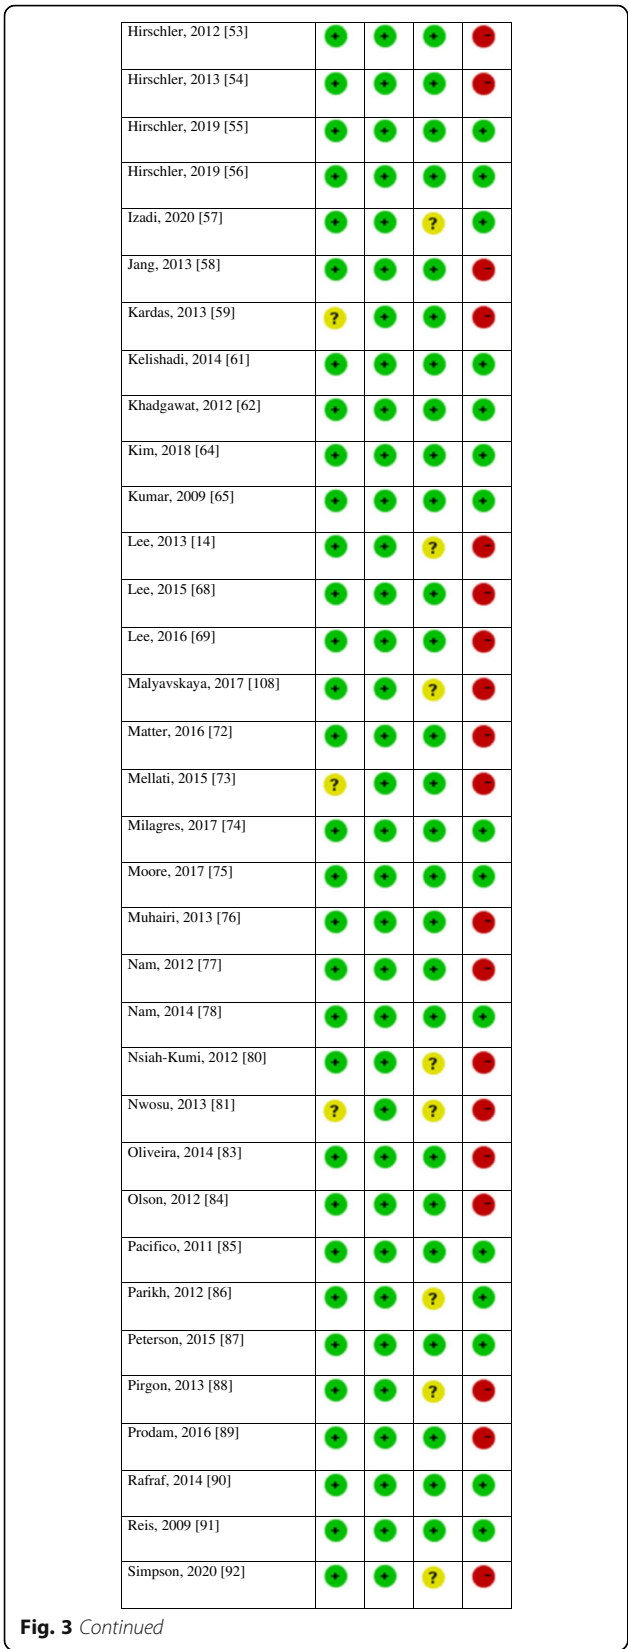 Hirschler, 2012 [53] + + + -
Hirschler, 2013 [54] + + + -
Hirschler, 2019 [55] + + + +
Hirschler, 2019 [56] + + + +
Izadi, 2020 [57] + + ? +
Jang, 2013 [58] + + + -
Kardas, 2013 [59] ? + + -
Kelishadi, 2014 [61] + + + +
Khadgawat, 2012 [62] + + + +
Kim, 2018 [64] + + + +
Kumar, 2009 [65] + + + +
Lee, 2013 [14] + + ? -
Lee, 2015 [68] + + + -
Lee, 2016 [69] + + + -
Malyavskaya, 2017 [108] + + ? -
Matter, 2016 [72] + + + -
Mellati, 2015 [73] ? + + -
Milagres, 2017 [74] + + + +
Moore, 2017 [75] + + + +
Muhairi, 2013 [76] + + + -
Nam, 2012 [77] + + + -
Nam, 2014 [78] + + + +
Nsiah-Kumi, 2012 [80] + + ? -
Nwosu, 2013 [81] ? + ? -
Oliveira, 2014 [83] + + + -
Olson, 2012 [84] + + + -
Pacifico, 2011 [85] + + + +
Parikh, 2012 [86] + + ? +
Peterson, 2015 [87] + + + +
Pirgon, 2013 [88] + + ? -
Prodam, 2016 [89] + + + -
Rafraf, 2014 [90] + + + +
Reis, 2009 [91] + + + +
Simpson, 2020 [92] + + ? -
Fig. 3 Continued